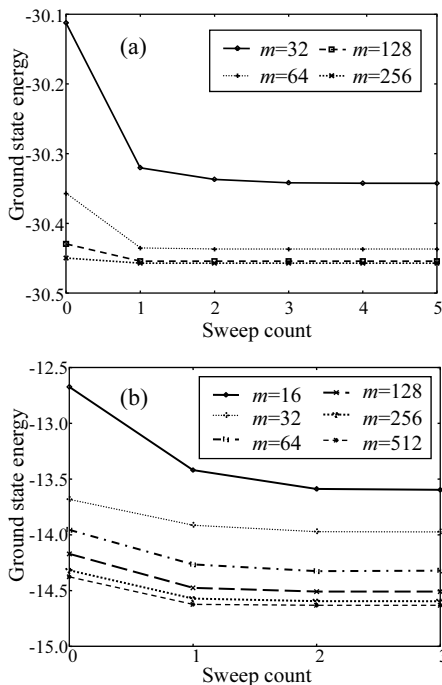 -30.1
(a)
m=32 m=128
m=64 m=256
-30.2
Ground state energy
-30.3
-30.4
-30.5
0 1 2 3 4 5
Sweep count
-12.5
(b)
m=16 m=128
m=32 m=256
m=64 m=512
-13.0
Ground state energy
-13.5
-14.0
-14.5
-15.0
0 1 2 3
Sweep count